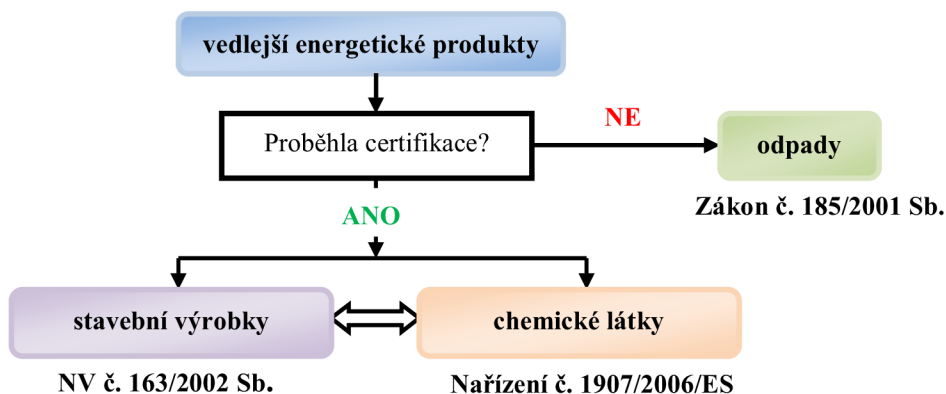 vedlejší energetické produkty
Proběhla certifikace?
NE
odpady
Zákon č. 185/2001 Sb.
ANO
stavební výrobky
chemické látky
NV č. 163/2002 Sb.
Nařízení č. 1907/2006/ES